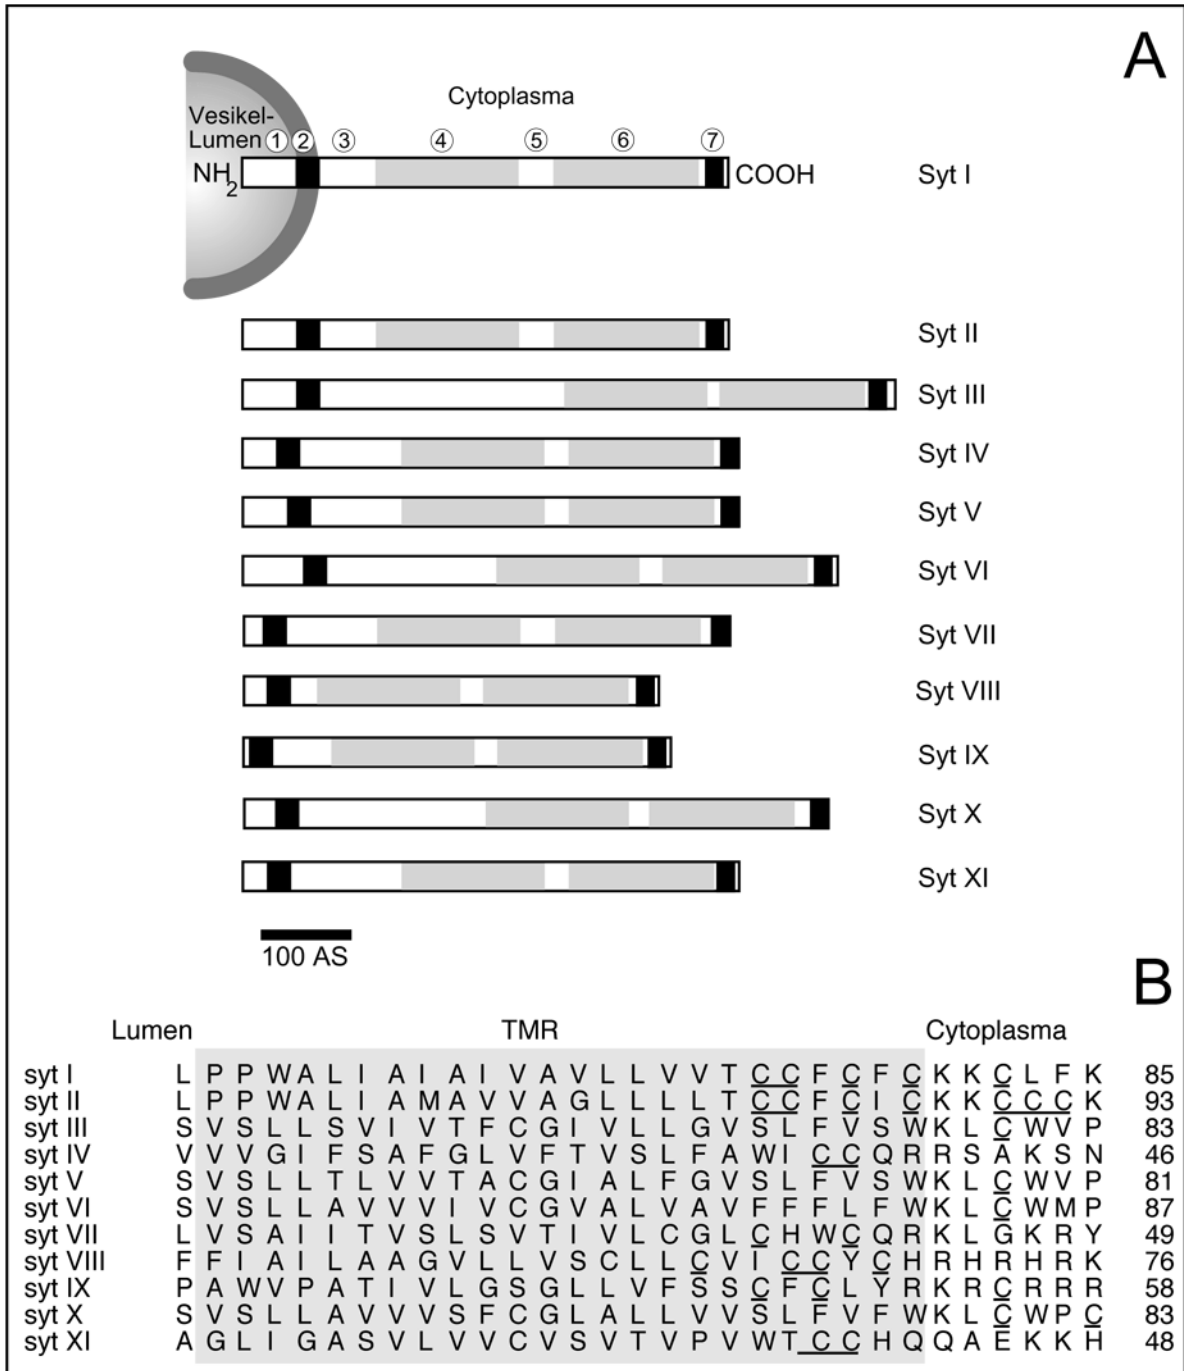 A
Cytoplasma
Vesikel-
Lumen ① ② ③ ④ ⑤ ⑥ ⑦
NH2 COOH Syt I
Syt II
Syt III
Syt IV
Syt V
Syt VI
Syt VII
Syt VIII
Syt IX
Syt X
Syt XI
100 AS
B
Lumen TMR Cytoplasma
syt I L P P W A L I A I A I V A V L L V V T C C F C F C K K C L F K 85
syt II L P P W A L I A M A V V A G L L L L T C C F C I C K K C C C K 93
syt III S V S L L S V I V T F C G I V L L G V S L F V S W K L C W V P 83
syt IV V V V G I F S A F G L V F T V S L F A W I C C Q R R S A K S N 46
syt V S V S L L T L V V T A C G I A L F G V S L F V S W K L C W V P 81
syt VI S V S L L A V V V I V C G V A L V A V F F F L F W K L C W M P 87
syt VII L V S A I I T V S L S V T I V L C G L C H W C Q R K L G K R Y 49
syt VIII F F I A I L A A G V L L V S C L L C V I C C Y C H R H R H R K 76
syt IX P A W V P A T I V L G S G L L V F S S C F C L Y R K R C R R R 58
syt X S V S L L A V V V S F C G L A L L V V S L F V F W K L C W P C 83
syt XI A G L I G A S V L V V C V S V T V P V W T C C H Q Q A E K K H 48